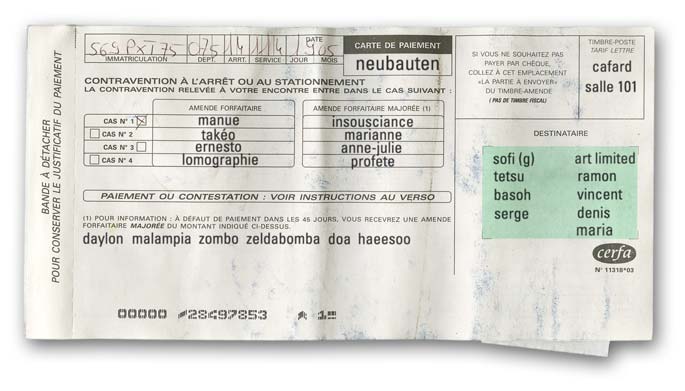 BANDE À DÉTACHER
POUR CONSERVER LE JUSTIFICATIF DU PAIEMENT
569 PXT 75 075 14 14 19 05
DATE
IMMATRICULATION DÉPT. ARRT. SERVICE JOUR MOIS
CARTE DE PAIEMENT
neubauten
CONTRAVENTION À L'ARRÊT OU AU STATIONNEMENT
LA CONTRAVENTION RELEVÉE À VOTRE ENCONTRE ENTRE DANS LE CAS SUIVANT :
AMENDE FORFAITAIRE AMENDE FORFAITAIRE MAJORÉE (1)
CAS N° 1 manue insousciance
CAS N° 2 takéo marianne
CAS N° 3 ernesto anne-julie
CAS N° 4 lomographie profete
PAIEMENT OU CONTESTATION : VOIR INSTRUCTIONS AU VERSO
(1) POUR INFORMATION : À DÉFAUT DE PAIEMENT DANS LES 45 JOURS, VOUS RECEVREZ UNE AMENDE
FORFAITAIRE MAJORÉE DU MONTANT INDIQUÉ CI-DESSUS.
daylon malampia zombo zeldabomba doa haeesoo
00000 28497853
SI VOUS NE SOUHAITEZ PAS
PAYER PAR CHÈQUE,
COLLEZ À CET EMPLACEMENT
«LA PARTIE À ENVOYER»
DU TIMBRE-AMENDE
(PAS DE TIMBRE FISCAL)
TIMBRE-POSTE
TARIF LETTRE
cafard
salle 101
DESTINATAIRE
sofi (g) art limited
tetsu ramon
basoh vincent
serge denis
maria
cerfa
N° 11318*03